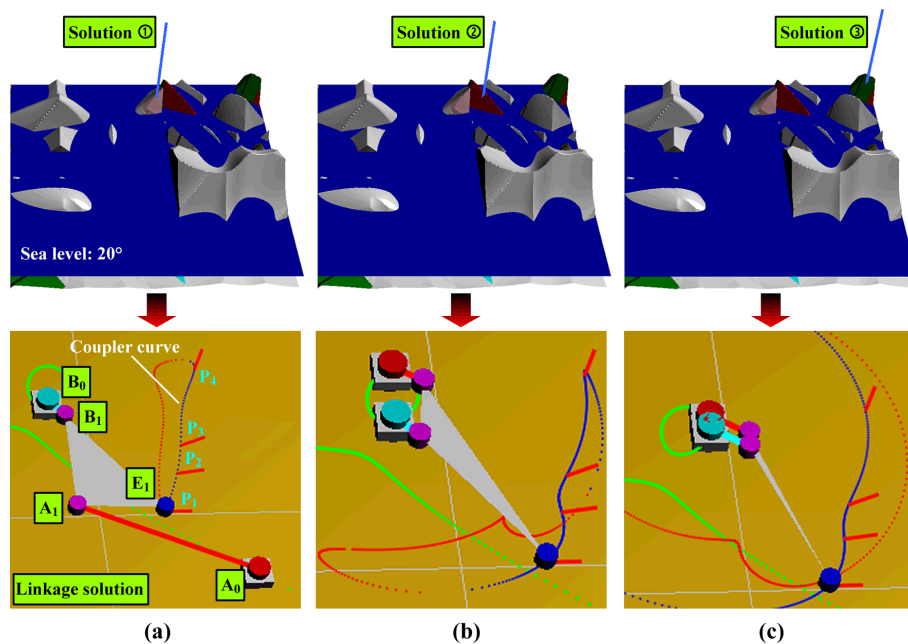 Solution ①
Solution ②
Solution ③
Sea level: 20°
Coupler curve
B₀
P₄
B₁
P₃
P₂
E₁
P₁
A₁
A₀
Linkage solution
(a)
(b)
(c)